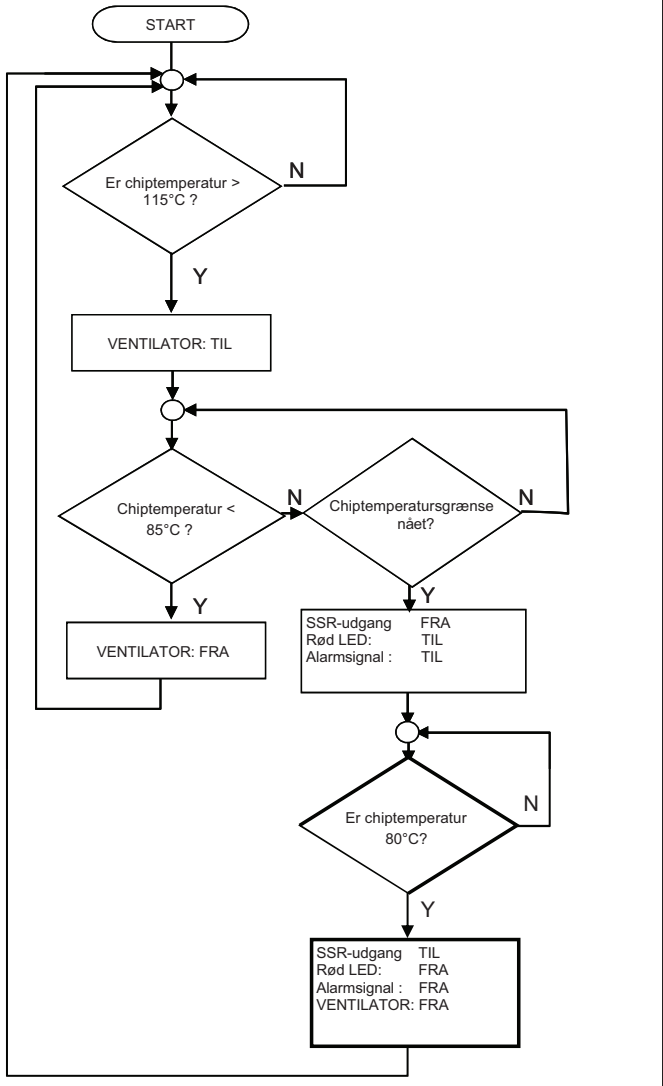 START
Er chiptemperatur >
115°C ?
N
Y
VENTILATOR: TIL
Chiptemperatur <
85°C ?
N
Chiptemperatursgrænse
nået?
N
Y
Y
VENTILATOR: FRA
SSR-udgang FRA
Rød LED: TIL
Alarmsignal : TIL
Er chiptemperatur
80°C?
N
Y
SSR-udgang TIL
Rød LED: FRA
Alarmsignal : FRA
VENTILATOR: FRA